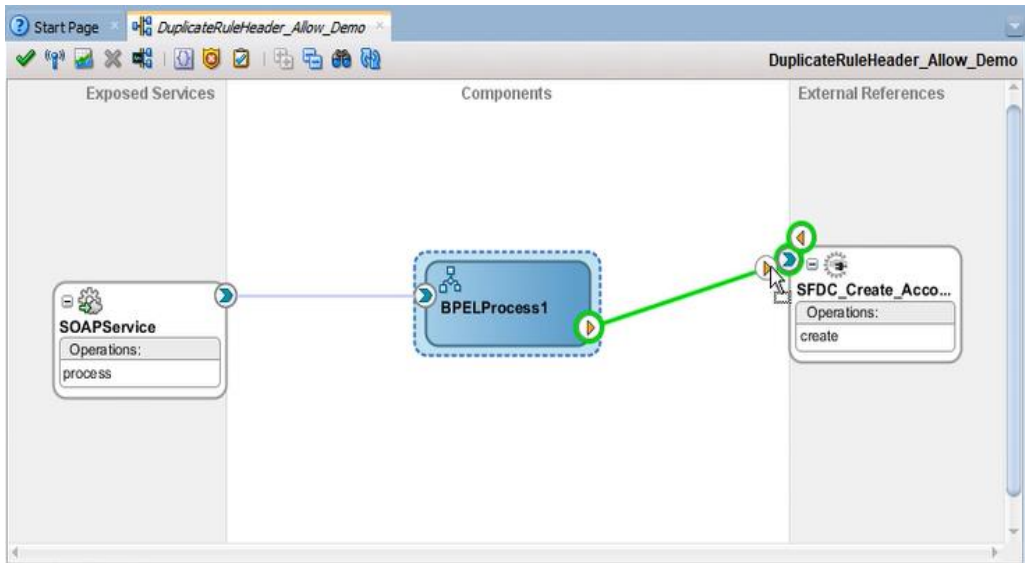 Start Page
DuplicateRuleHeader_Allow_Demo
DuplicateRuleHeader_Allow_Demo
Exposed Services
Components
External References
SOAPService
Operations:
process
BPELProcess1
SFDC_Create_Acco...
Operations:
create